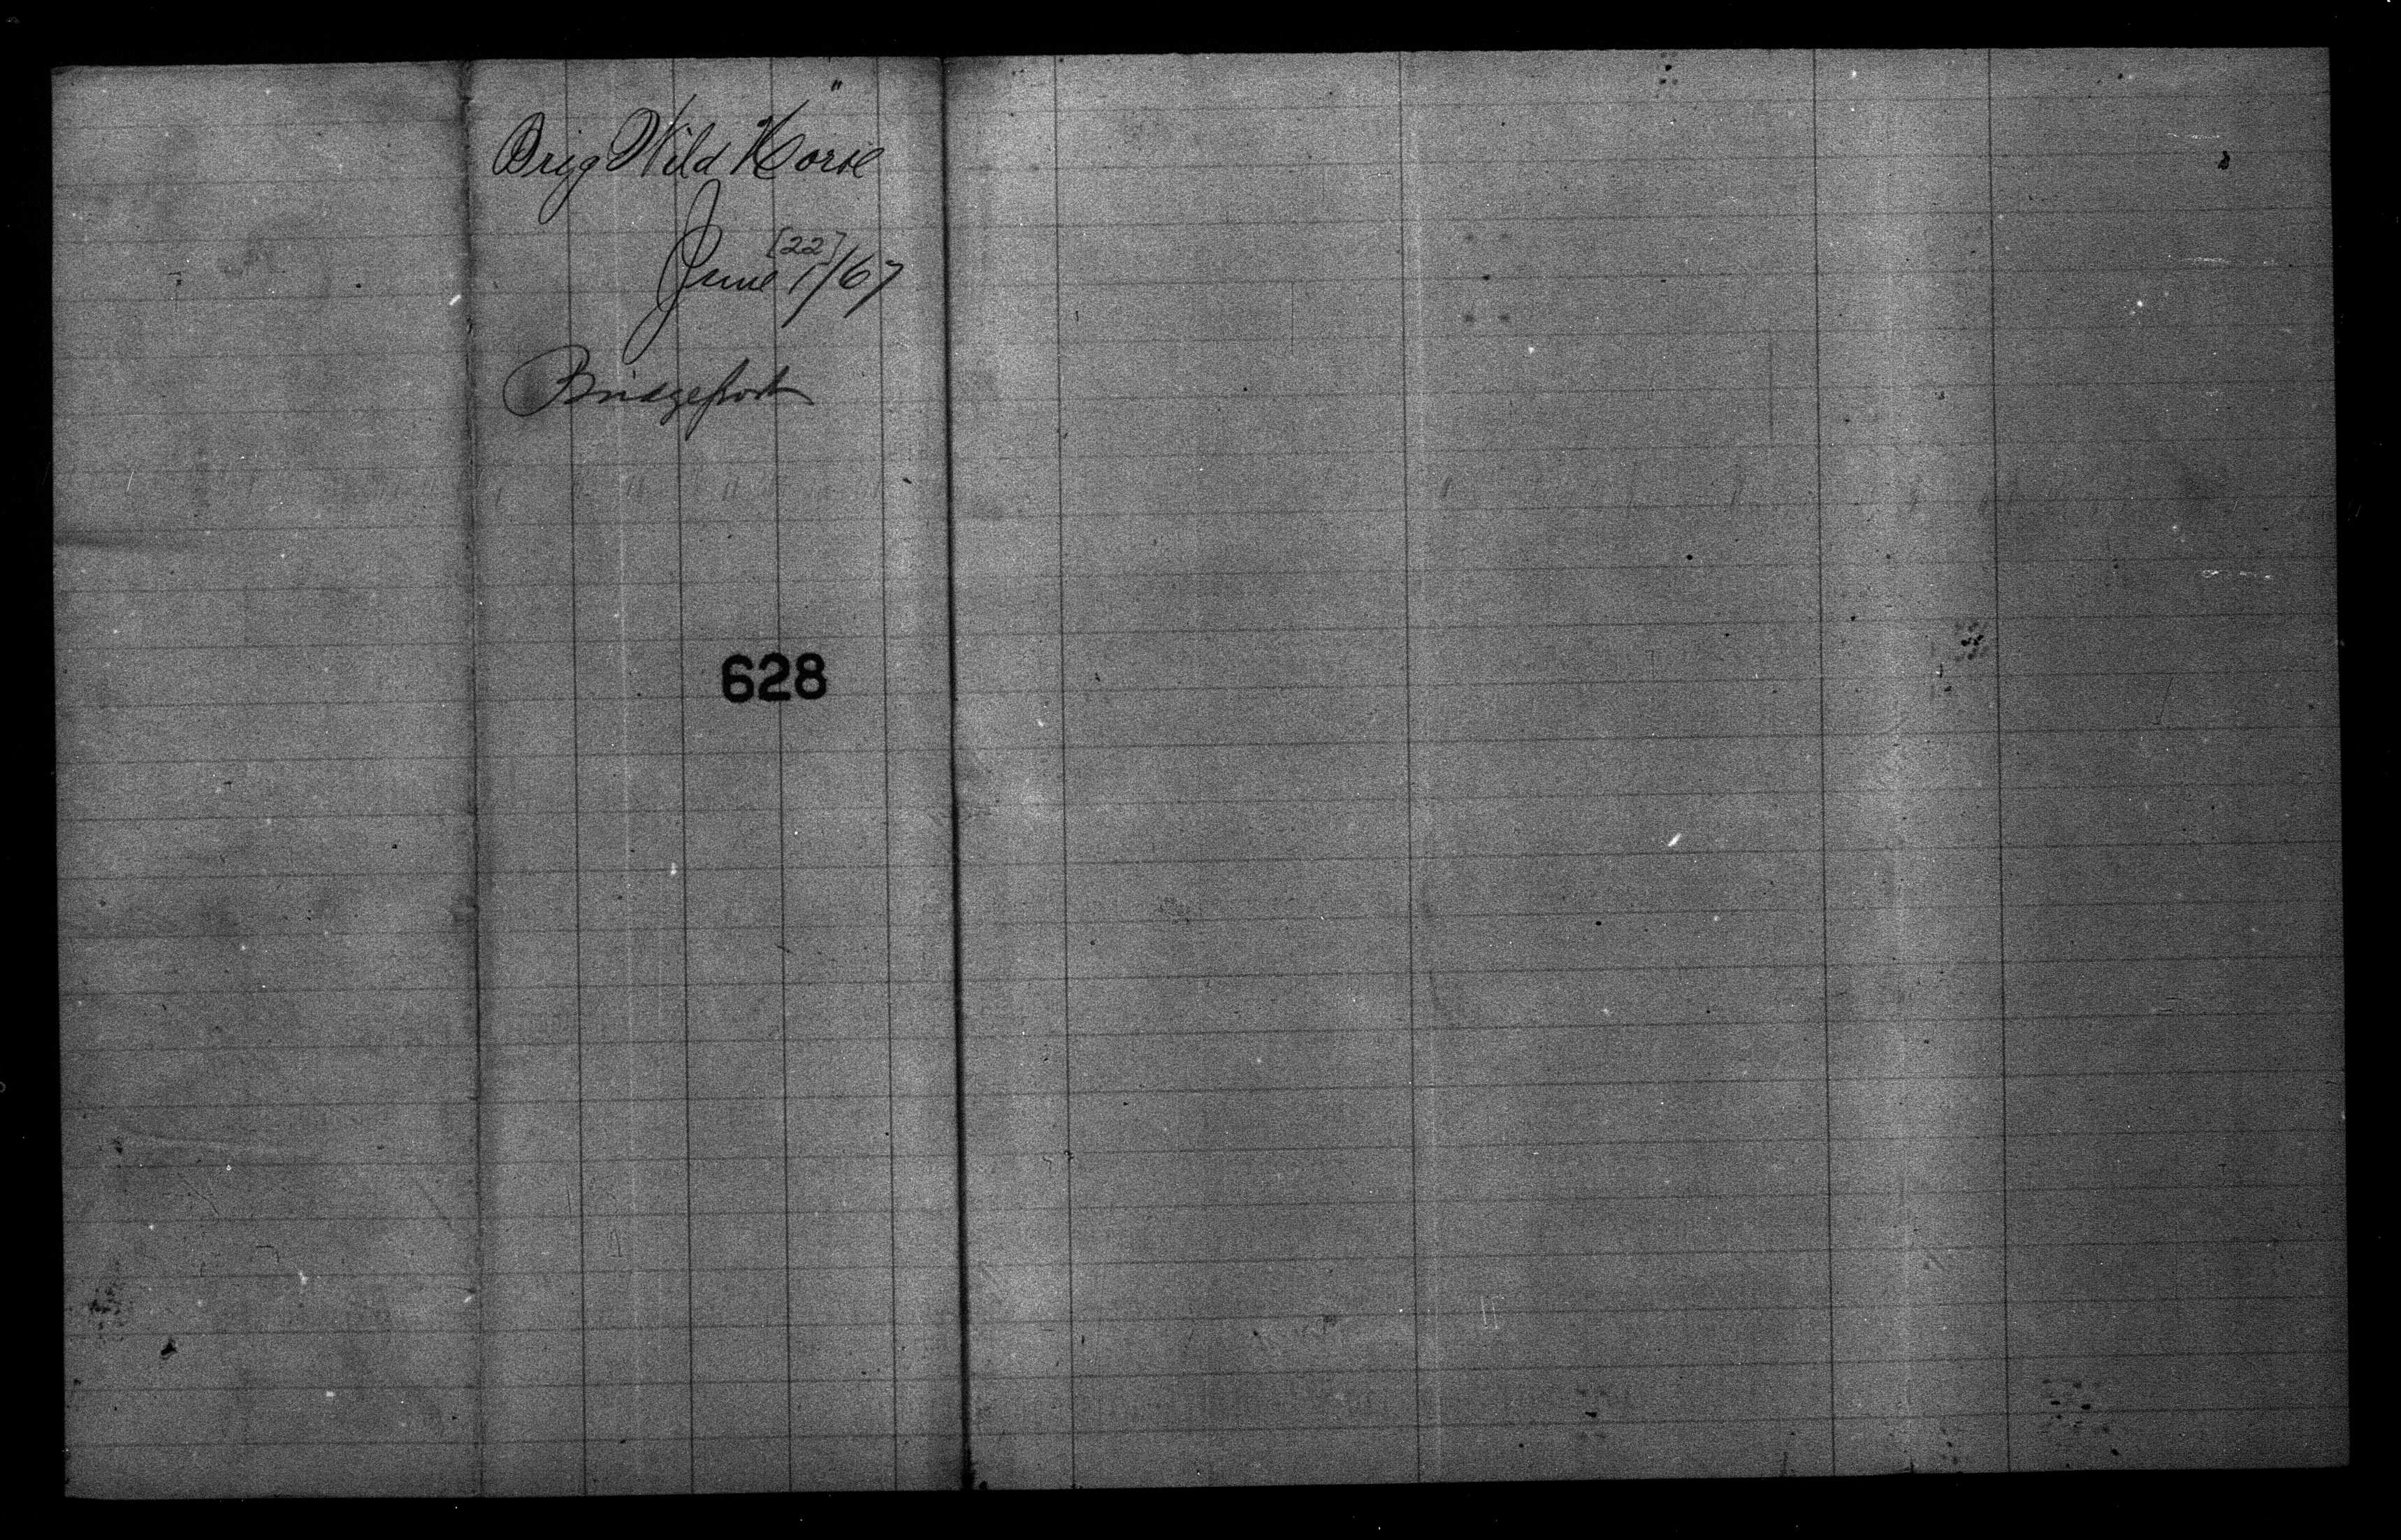 Brig Wild Horse "
[22]
June 1/67
Bridgeport
628